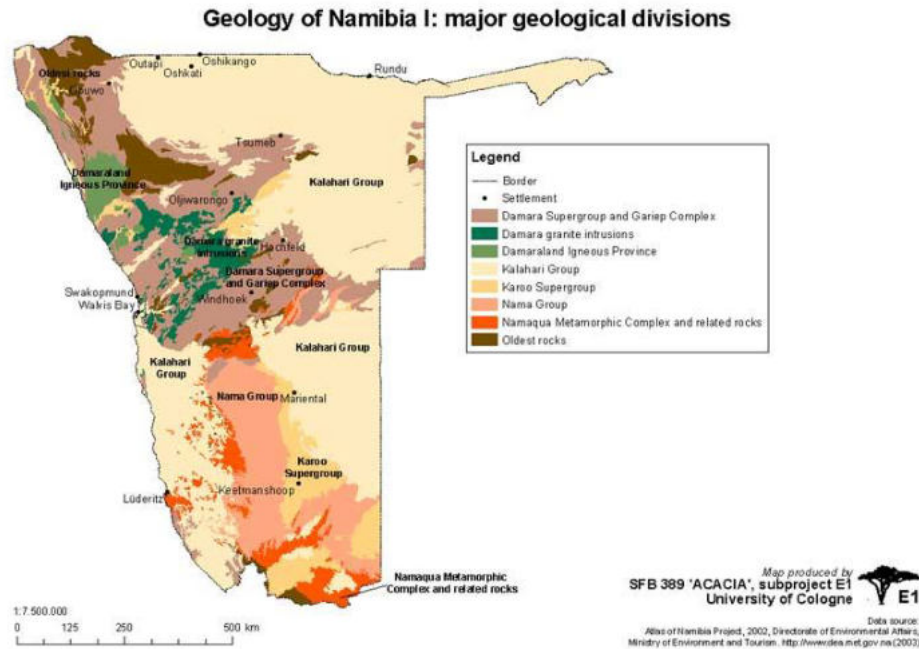 Geology of Namibia I: major geological divisions
Oshikango
Outapi
Oshkati
Rundu
Oldest rocks
Opuwo
Tsumeb
Damaraland
Igneous Province
Kalahari Group
Otjiwarongo
Damara granite
intrusions
Hochfeld
Damara Supergroup
and Gariep Complex
Swakopmund
Walvis Bay
Windhoek
Kalahari
Group
Kalahari Group
Nama Group
Mariental
Karoo
Supergroup
Keetmanshoop
Lüderitz
Namaqua Metamorphic
Complex and related rocks
Legend
Border
Settlement
Damara Supergroup and Gariep Complex
Damara granite intrusions
Damaraland Igneous Province
Kalahari Group
Karoo Supergroup
Nama Group
Namaqua Metamorphic Complex and related rocks
Oldest rocks
1:7.500.000
0 125 250 500 km
Map produced by
SFB 389 'ACACIA', subproject E1
University of Cologne
E1
Data source:
Atlas of Namibia Project, 2002, Directorate of Environmental Affairs,
Ministry of Environment and Tourism. http://www.dea.met.gov.na (2003)